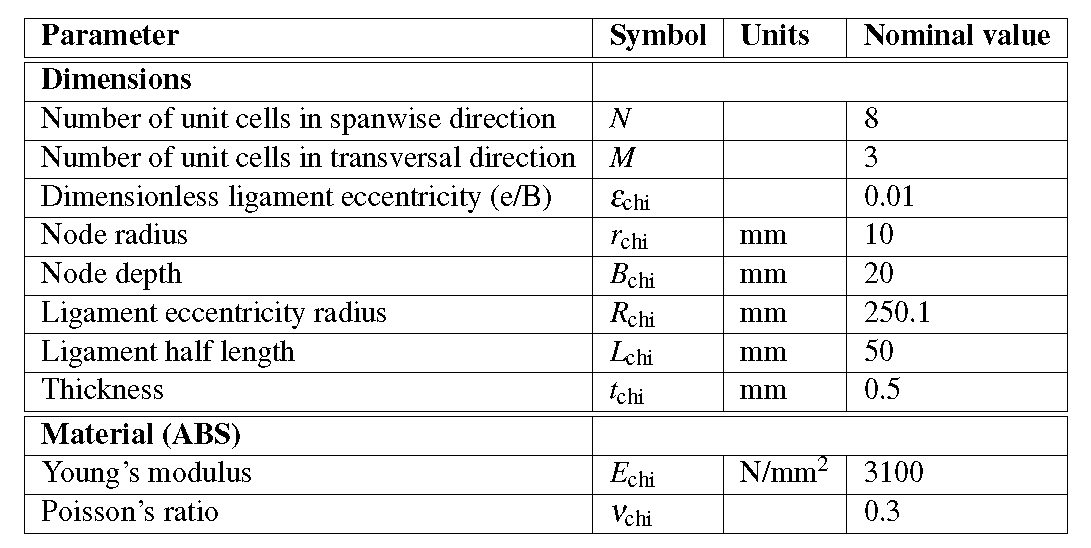 Parameter Symbol Units Nominal value
Dimensions
Number of unit cells in spanwise direction N 8
Number of unit cells in transversal direction M 3
Dimensionless ligament eccentricity (e/B) εchi 0.01
Node radius rchi mm 10
Node depth Bchi mm 20
Ligament eccentricity radius Rchi mm 250.1
Ligament half length Lchi mm 50
Thickness tchi mm 0.5
Material (ABS)
Young's modulus Echi N/mm² 3100
Poisson's ratio νchi 0.3